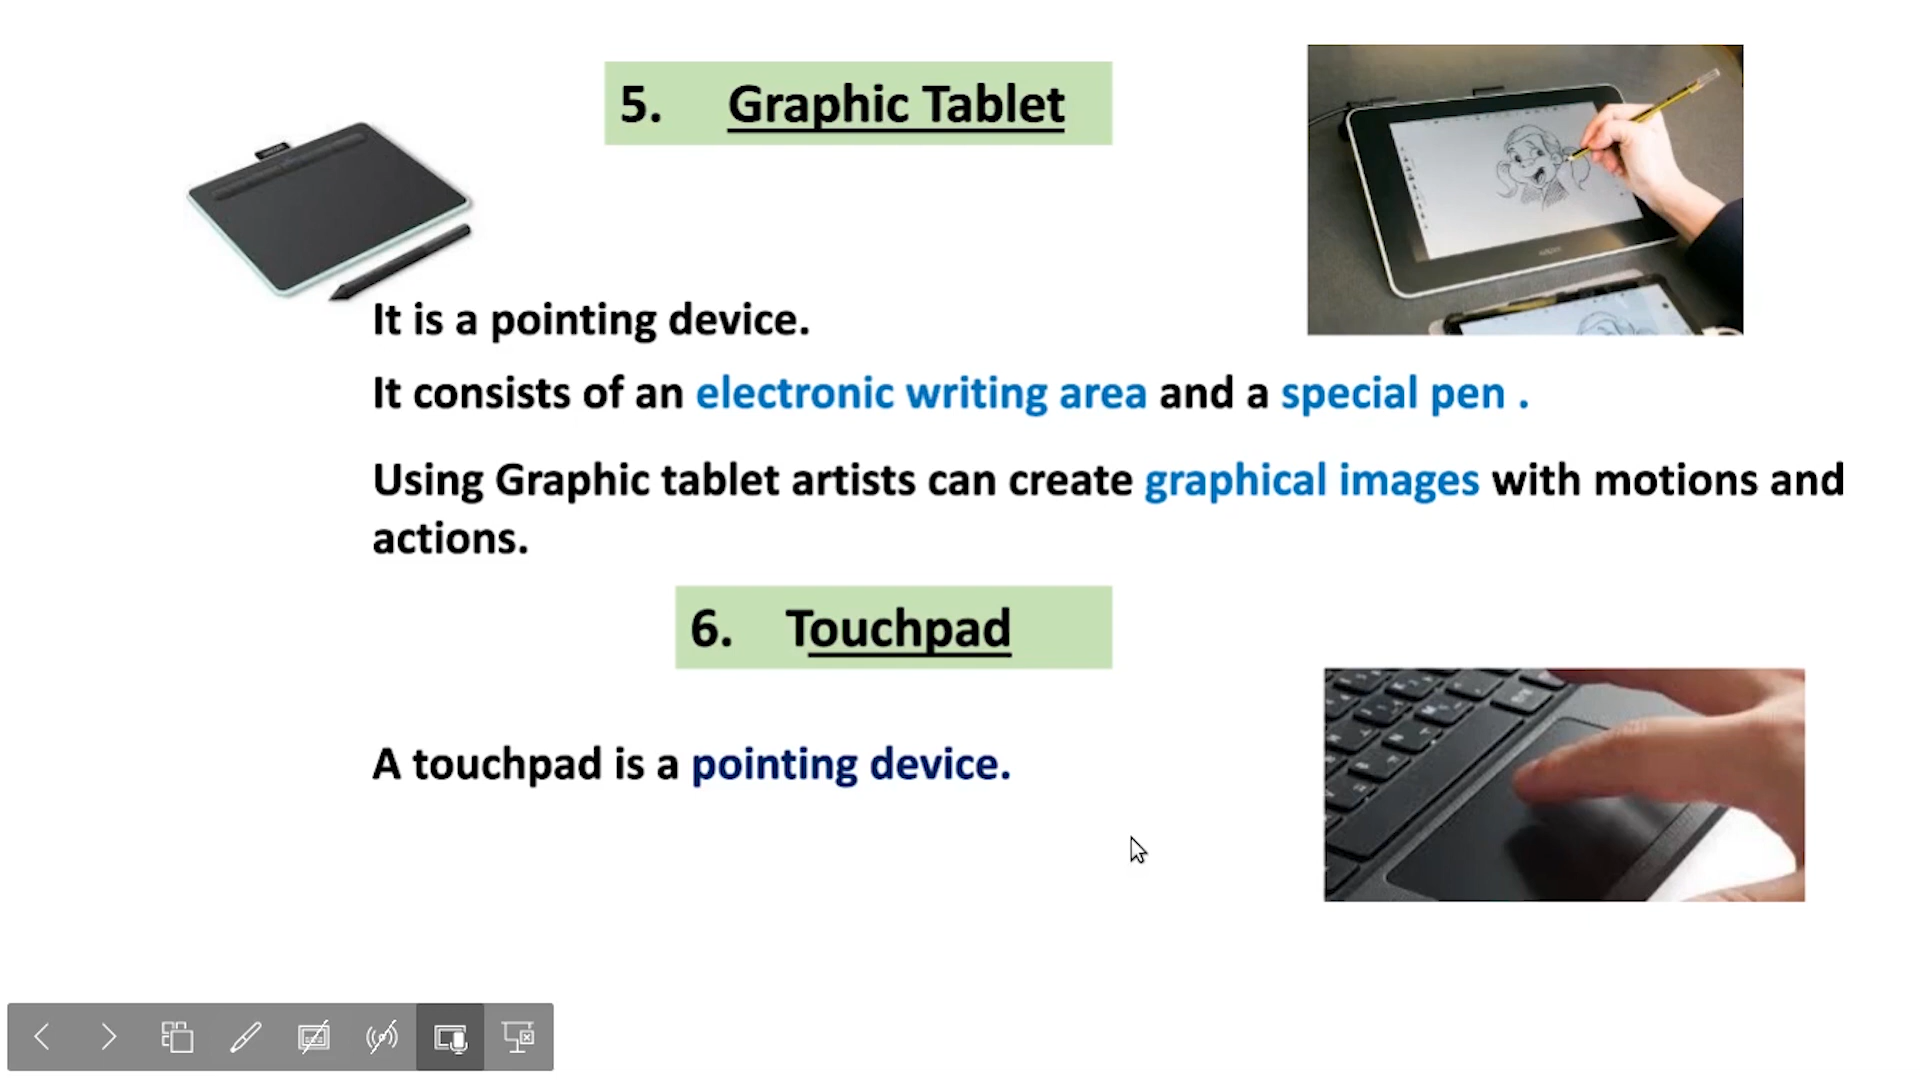 5. Graphic Tablet
It is a pointing device.
It consists of an electronic writing area and a special pen .
Using Graphic tablet artists can create graphical images with motions and
actions.
6. Touchpad
A touchpad is a pointing device.